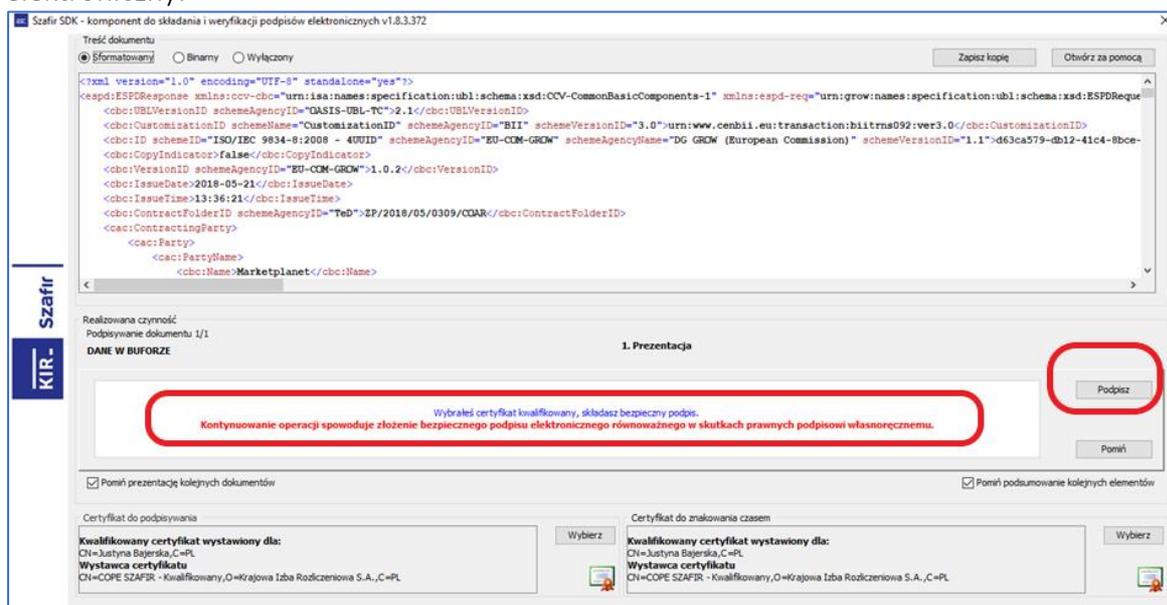 Szafir SDK - komponent do składania i weryfikacji podpisów elektronicznych v1.8.3.372
Treść dokumentu
Sformatowany Binarny Wyłączony Zapisz kopię Otwórz za pomocą
<?xml version="1.0" encoding="UTF-8" standalone="yes"?>
<espd:ESPDResponse xmlns:ccv-cbc="urn:isa:names:specification:ubl:schema:xsd:CCV-CommonBasicComponents-1" xmlns:espd-req="urn:grow:names:specification:ubl:schema:xsd:ESPDReque
<cbc:UBLVersionID schemeAgencyID="OASIS-UBL-TC">2.1</cbc:UBLVersionID>
<cbc:CustomizationID schemeName="CustomizationID" schemeAgencyID="BII" schemeVersionID="3.0">urn:www.cenbii.eu:transaction:biitrns092:ver3.0</cbc:CustomizationID>
<cbc:ID schemeID="ISO/IEC 9834-8:2008 - 4UUID" schemeAgencyID="EU-COM-GROW" schemeAgencyName="DG GROW (European Commission)" schemeVersionID="1.1">d63ca579-db12-41c4-8bce-
<cbc:CopyIndicator>false</cbc:CopyIndicator>
<cbc:VersionID schemeAgencyID="EU-COM-GROW">1.0.2</cbc:VersionID>
<cbc:IssueDate>2018-05-21</cbc:IssueDate>
<cbc:IssueTime>13:36:21</cbc:IssueTime>
<cbc:ContractFolderID schemeAgencyID="TeD">ZP/2018/05/0309/COAR</cbc:ContractFolderID>
<cac:ContractingParty>
<cac:Party>
<cac:PartyName>
<cbc:Name>Marketplanet</cbc:Name>
Szafir
KIR.
Realizowana czynność
Podpisywanie dokumentu 1/1
DANE W BUFORZE
1. Prezentacja
Podpisz
Wybrałeś certyfikat kwalifikowany, składasz bezpieczny podpis.
Kontynuowanie operacji spowoduje złożenie bezpiecznego podpisu elektronicznego równoważnego w skutkach prawnych podpisowi własnoręcznemu.
Pomiń
Pomiń prezentację kolejnych dokumentów Pomiń podsumowanie kolejnych elementów
Certyfikat do podpisywania
Kwalifikowany certyfikat wystawiony dla:
CN=Justyna Bajerska,C=PL
Wystawca certyfikatu
CN=COPE SZAFIR - Kwalifikowany,O=Krajowa Izba Rozliczeniowa S.A.,C=PL
Wybierz
Certyfikat do znakowania czasem
Kwalifikowany certyfikat wystawiony dla:
CN=Justyna Bajerska,C=PL
Wystawca certyfikatu
CN=COPE SZAFIR - Kwalifikowany,O=Krajowa Izba Rozliczeniowa S.A.,C=PL
Wybierz